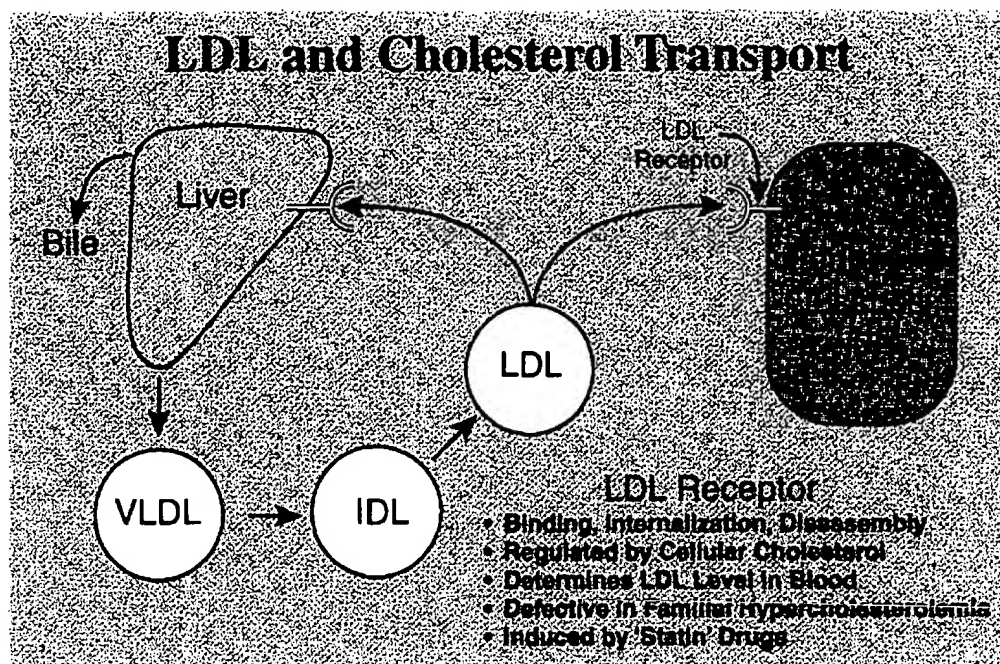 LDL and Cholesterol Transport
LDL
Receptor
Liver
Bile
LDL
VLDL
IDL
LDL Receptor
• Binding, Internalization, Disassembly
• Regulated by Cellular Cholesterol
• Determines LDL Level in Blood
• Defective in Familial Hypercholesterolemia
• Induced by 'Statin' Drugs